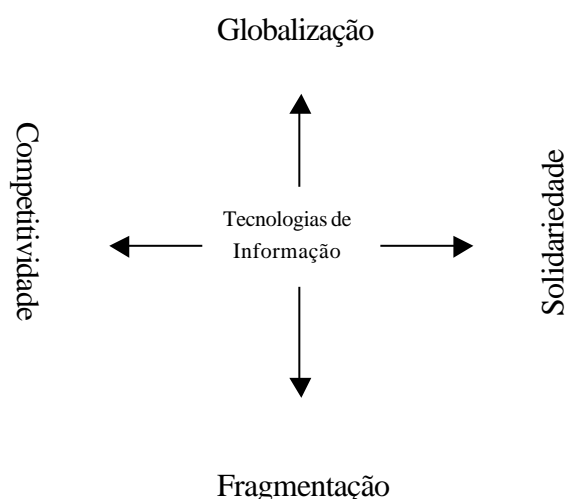 Globalização
Competitividade
Tecnologias de
Informação
Solidariedade
Fragmentação